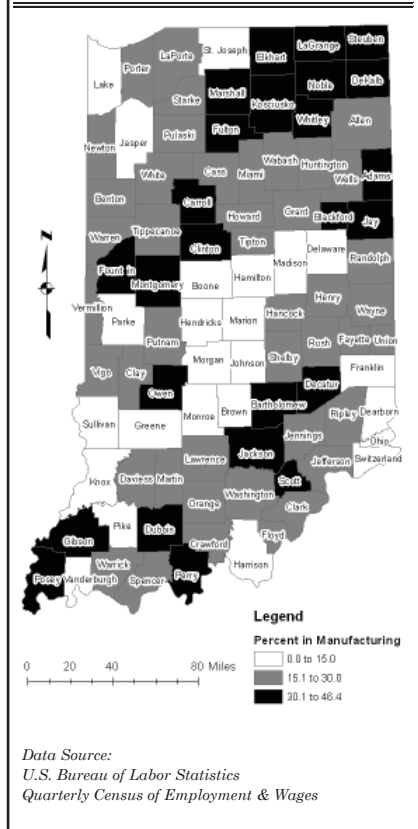 St. Joseph
LaPorte
Elkhart
LaGrange
Steuben
Porter
Lake
Noble
DeKalb
Marshall
Starke
Kosciusko
Whitley
Allen
Fulton
Pulaski
Jasper
Newton
Wabash
Huntington
Cass
Miami
Wells
Adams
White
Benton
Carroll
Grant
Blackford
Jay
Howard
Tippecanoe
Warren
Clinton
Tipton
Delaware
Randolph
Madison
Fountain
Montgomery
Boone
Hamilton
Henry
Wayne
Vermillion
Parke
Hendricks
Marion
Hancock
Putnam
Rush
Fayette
Union
Shelby
Morgan
Johnson
Vigo
Clay
Owen
Franklin
Decatur
Brown
Bartholomew
Monroe
Sullivan
Greene
Ripley
Dearborn
Jennings
Ohio
Jackson
Switzerland
Lawrence
Jefferson
Knox
Daviess
Martin
Scott
Washington
Orange
Clark
Pike
Dubois
Gibson
Floyd
Crawford
Harrison
Warrick
Perry
Posey
Vanderburgh
Spencer
N
Legend
Percent in Manufacturing
0.0 to 15.0
15.1 to 30.0
30.1 to 46.4
0 20 40 80 Miles
Data Source:
U.S. Bureau of Labor Statistics
Quarterly Census of Employment & Wages